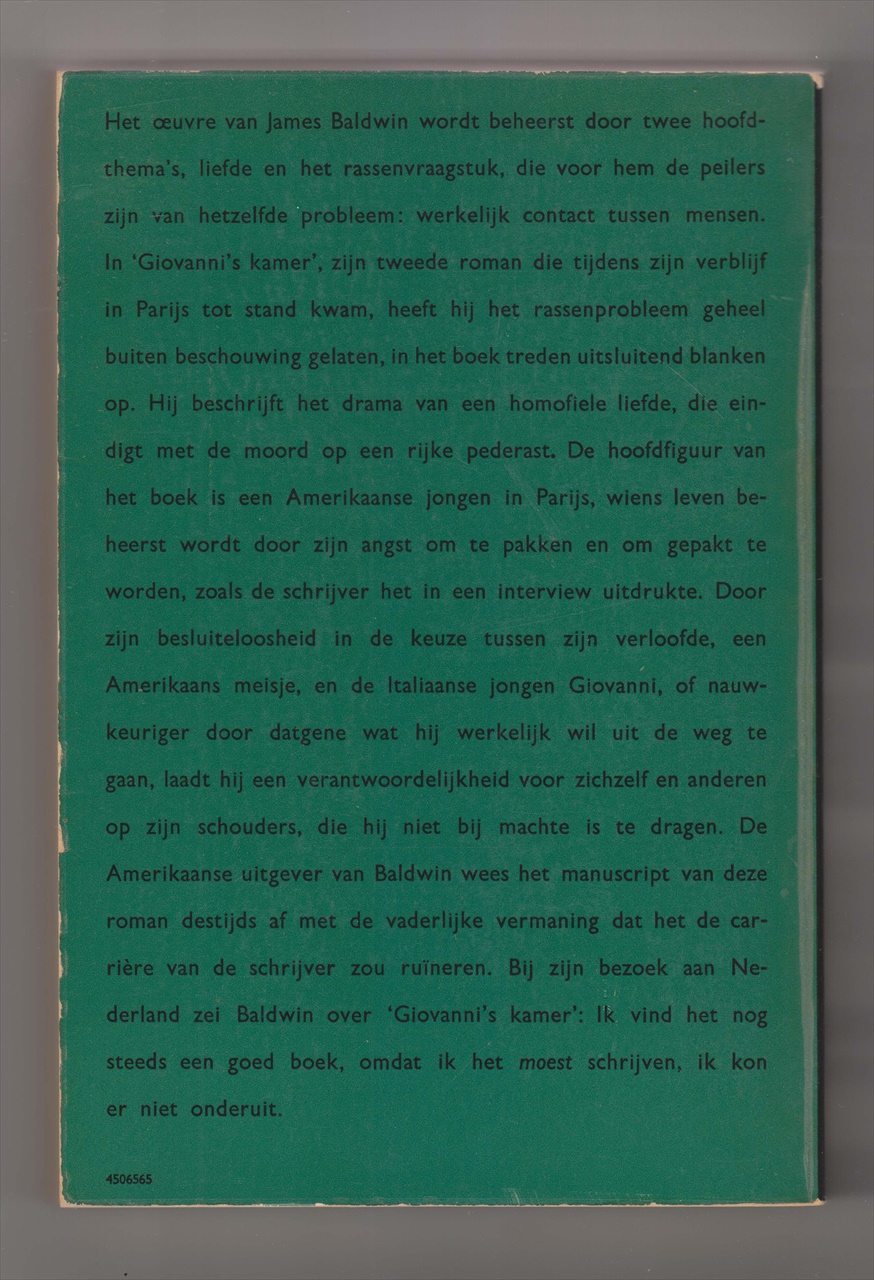 Het œuvre van James Baldwin wordt beheerst door twee hoofd-
thema's, liefde en het rassenvraagstuk, die voor hem de peilers
zijn van hetzelfde probleem: werkelijk contact tussen mensen.
In ‘Giovanni's kamer’, zijn tweede roman die tijdens zijn verblijf
in Parijs tot stand kwam, heeft hij het rassenprobleem geheel
buiten beschouwing gelaten, in het boek treden uitsluitend blanken
op. Hij beschrijft het drama van een homofiele liefde, die ein-
digt met de moord op een rijke pederast. De hoofdfiguur van
het boek is een Amerikaanse jongen in Parijs, wiens leven be-
heerst wordt door zijn angst om te pakken en om gepakt te
worden, zoals de schrijver het in een interview uitdrukte. Door
zijn besluiteloosheid in de keuze tussen zijn verloofde, een
Amerikaans meisje, en de Italiaanse jongen Giovanni, of nauw-
keuriger door datgene wat hij werkelijk wil uit de weg te
gaan, laadt hij een verantwoordelijkheid voor zichzelf en anderen
op zijn schouders, die hij niet bij machte is te dragen. De
Amerikaanse uitgever van Baldwin wees het manuscript van deze
roman destijds af met de vaderlijke vermaning dat het de car-
rière van de schrijver zou ruïneren. Bij zijn bezoek aan Ne-
derland zei Baldwin over ‘Giovanni's kamer’: Ik vind het nog
steeds een goed boek, omdat ik het moest schrijven, ik kon
er niet onderuit.
4506565